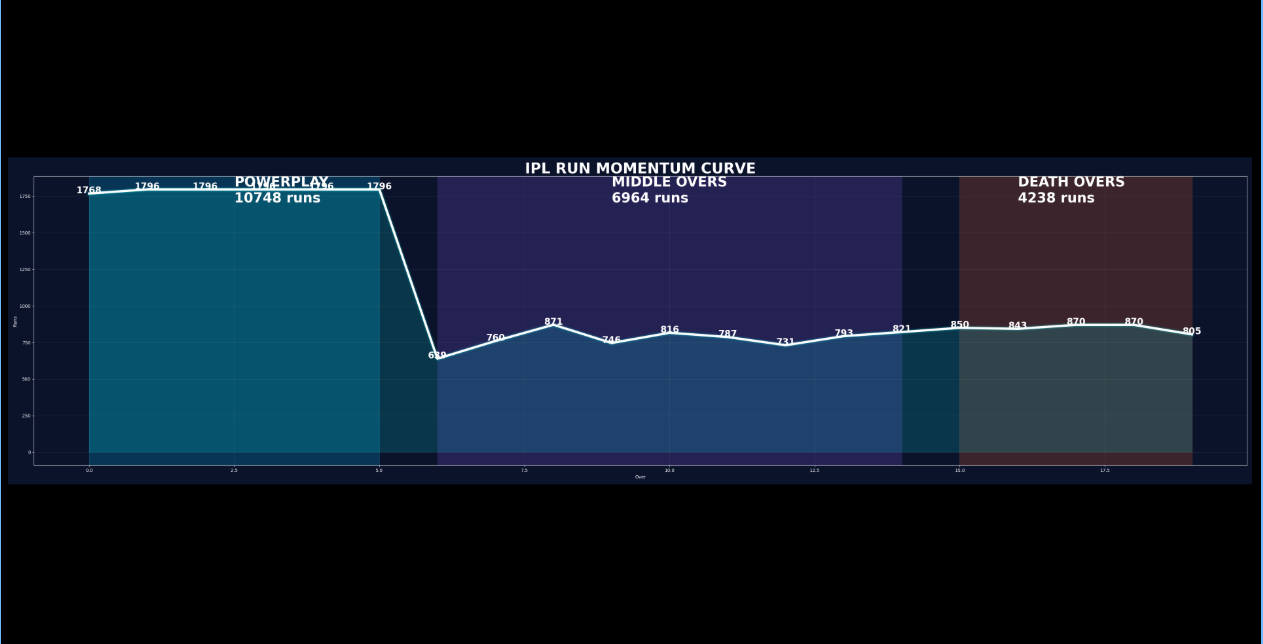 IPL RUN MOMENTUM CURVE
POWERPLAY
10748 runs
MIDDLE OVERS
6964 runs
DEATH OVERS
4238 runs
1768 1796 1796 1796 1796 1796
639 760 871 746 816 787 731 793 821 850 843 870 870 805
Runs
1750
1500
1250
1000
750
500
250
0
0.0 2.5 5.0 7.5 10.0 12.5 15.0 17.5
Over